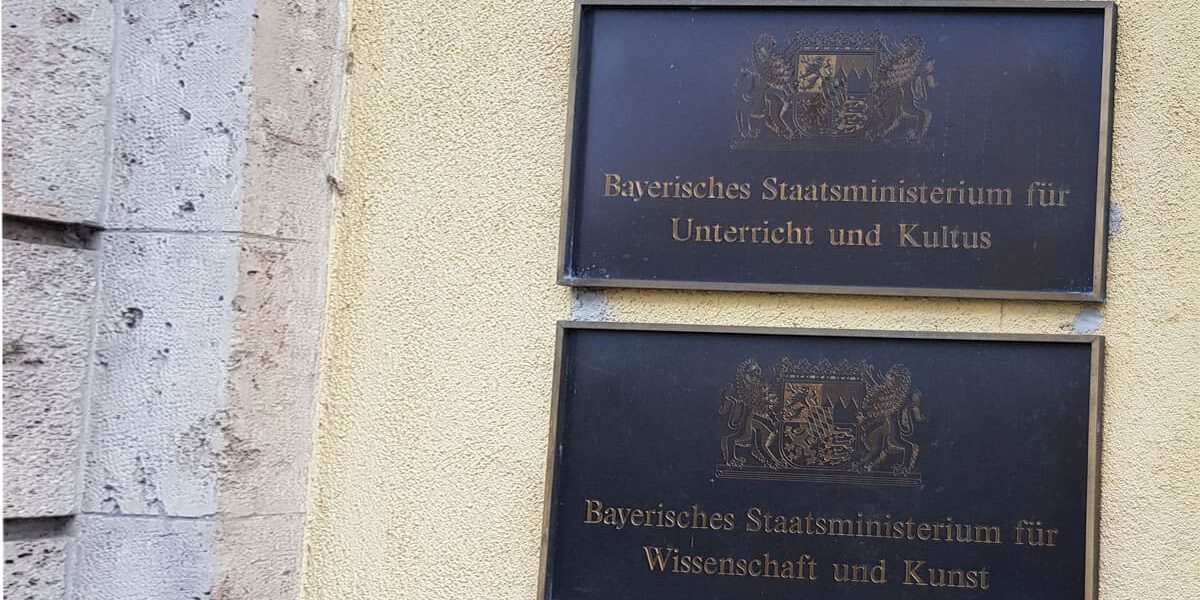 Bayerisches Staatsministerium für
Unterricht und Kultus
Bayerisches Staatsministerium für
Wissenschaft und Kunst